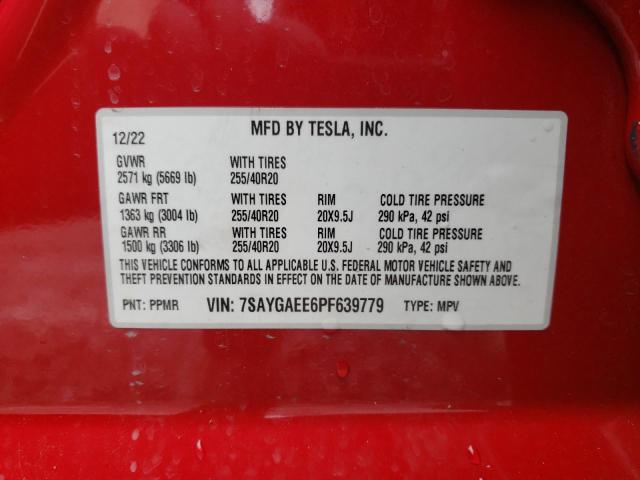 MFD BY TESLA, INC.
12/22
GVWR WITH TIRES
2571 kg (5669 lb) 255/40R20
GAWR FRT WITH TIRES RIM COLD TIRE PRESSURE
1363 kg (3004 lb) 255/40R20 20X9.5J 290 kPa, 42 psi
GAWR RR WITH TIRES RIM COLD TIRE PRESSURE
1500 kg (3306 lb) 255/40R20 20X9.5J 290 kPa, 42 psi
THIS VEHICLE CONFORMS TO ALL APPLICABLE U.S. FEDERAL MOTOR VEHICLE SAFETY AND
THEFT PREVENTION STANDARDS IN EFFECT ON THE DATE OF MANUFACTURE SHOWN ABOVE.
PNT: PPMR VIN: 7SAYGAEE6PF639779 TYPE: MPV